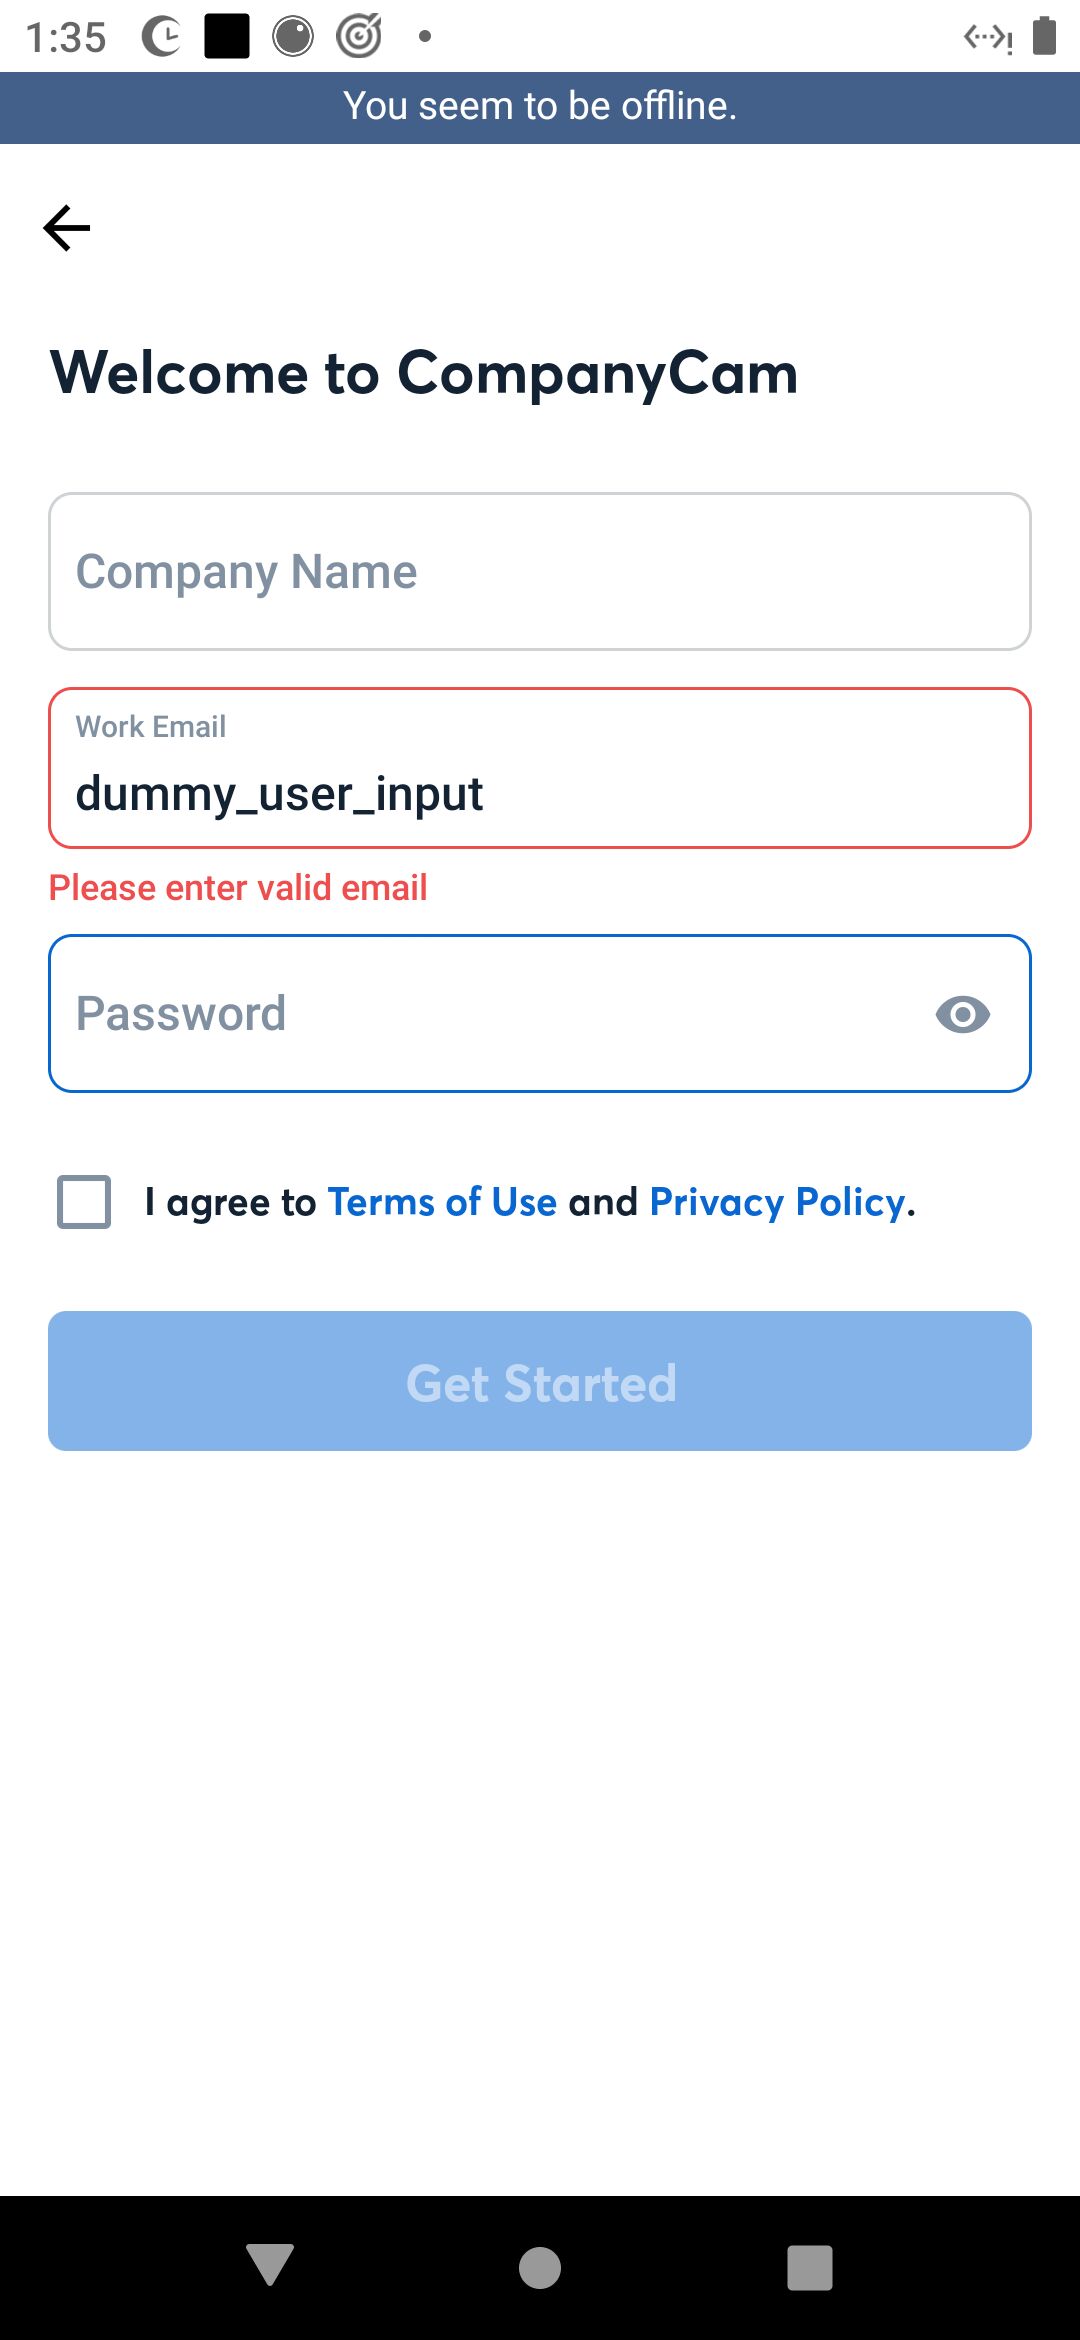 1:35
You seem to be offline.
Welcome to CompanyCam
Company Name
Work Email
dummy_user_input
Please enter valid email
Password
I agree to Terms of Use and Privacy Policy.
Get Started